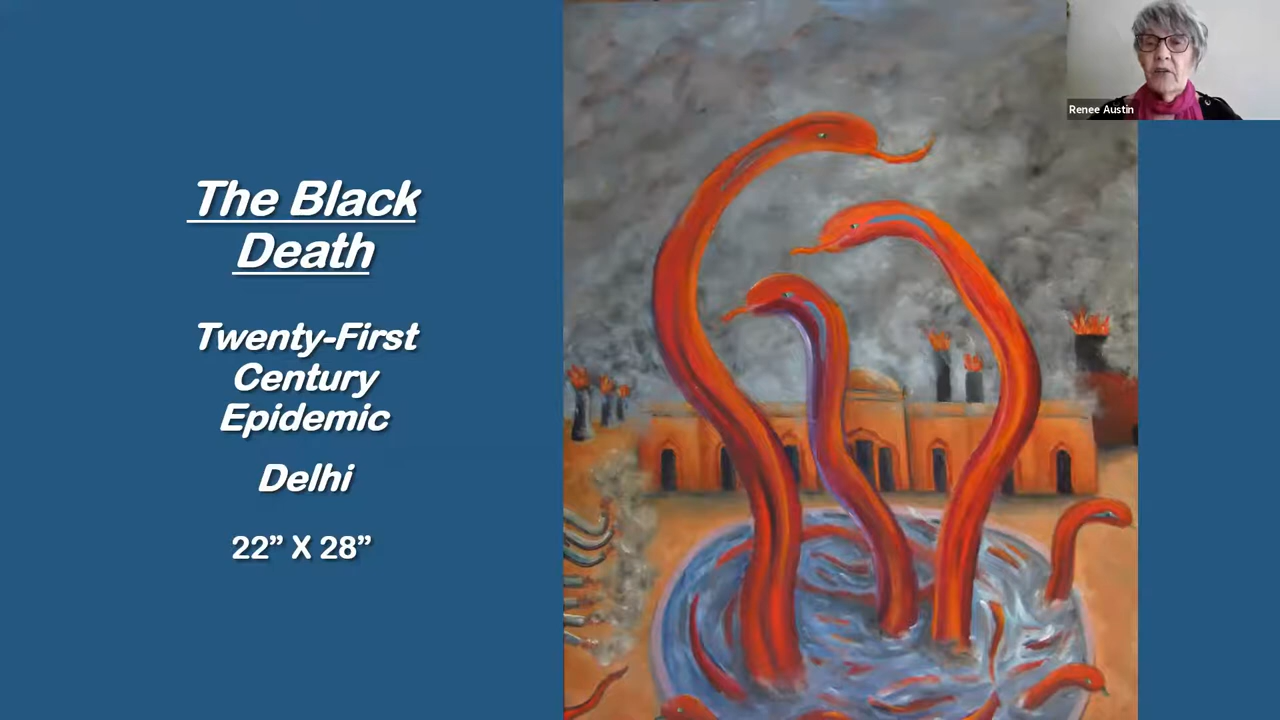 The Black
Death
Twenty-First
Century
Epidemic
Delhi
22” X 28”
Renee Austin